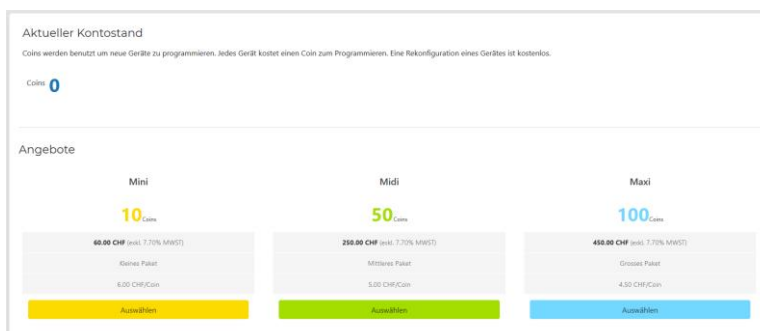 Aktueller Kontostand
Coins werden benutzt um neue Geräte zu programmieren. Jedes Gerät kostet einen Coin zum Programmieren. Eine Rekonfiguration eines Gerätes ist kostenlos.
Coins 0
Angebote
Mini Midi Maxi
10 Coins 50 Coins 100 Coins
60.00 CHF (exkl. 7.70% MWST) 250.00 CHF (exkl. 7.70% MWST) 450.00 CHF (exkl. 7.70% MWST)
Kleines Paket Mittleres Paket Grosses Paket
6.00 CHF/Coin 5.00 CHF/Coin 4.50 CHF/Coin
Auswählen Auswählen Auswählen